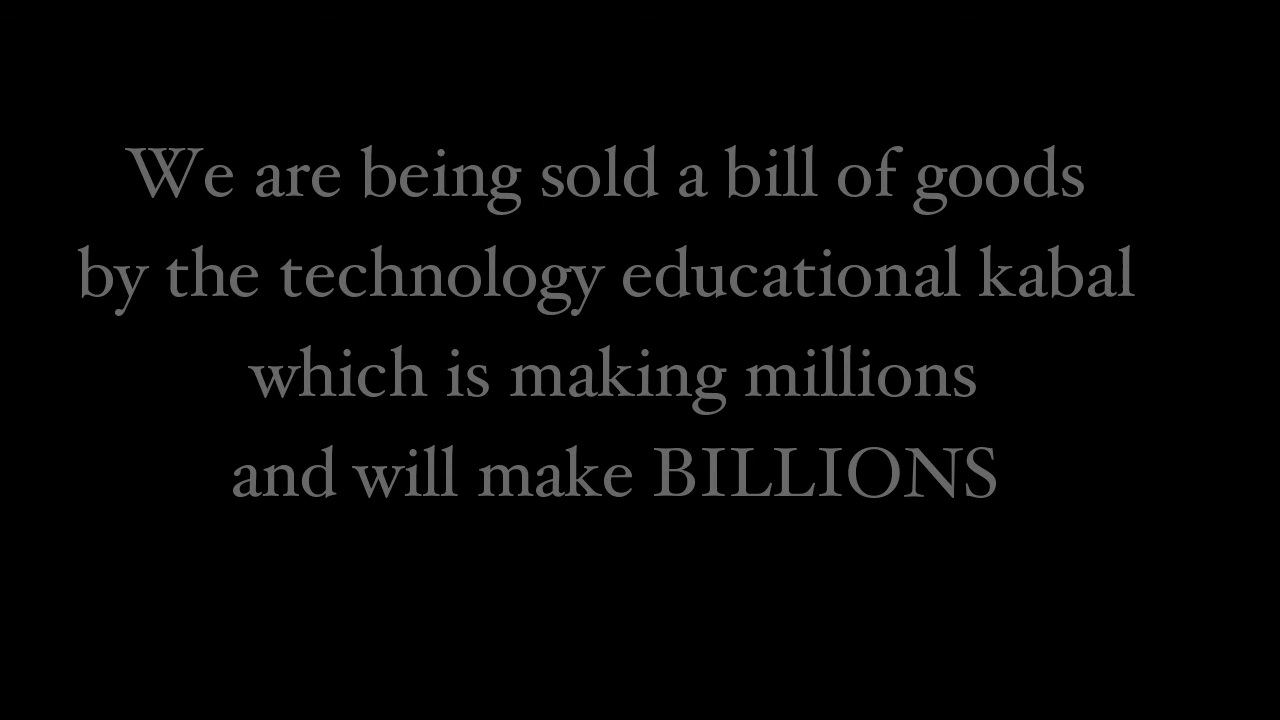 We are being sold a bill of goods
by the technology educational kabal
which is making millions
and will make BILLIONS